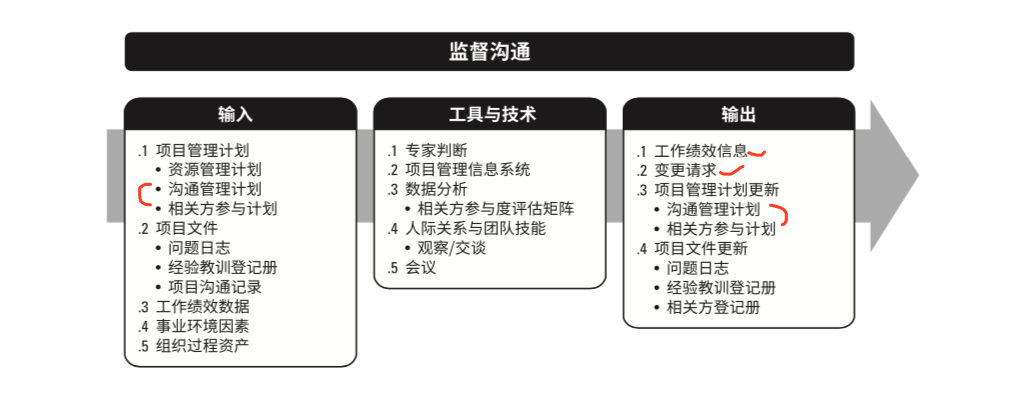 监督沟通
输入
.1 项目管理计划
• 资源管理计划
• 沟通管理计划
• 相关方参与计划
.2 项目文件
• 问题日志
• 经验教训登记册
• 项目沟通记录
.3 工作绩效数据
.4 事业环境因素
.5 组织过程资产
工具与技术
.1 专家判断
.2 项目管理信息系统
.3 数据分析
• 相关方参与度评估矩阵
.4 人际关系与团队技能
• 观察/交谈
.5 会议
输出
.1 工作绩效信息
.2 变更请求
.3 项目管理计划更新
• 沟通管理计划
• 相关方参与计划
.4 项目文件更新
• 问题日志
• 经验教训登记册
• 相关方登记册